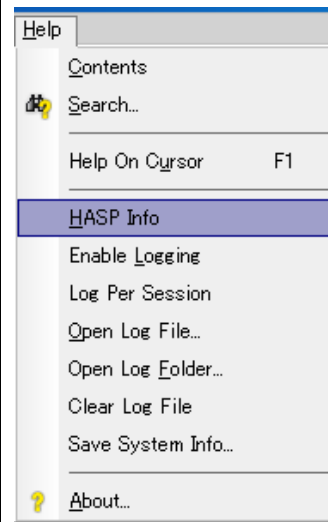 Help
Contents
Search...
Help On Cursor F1
HASP Info
Enable Logging
Log Per Session
Open Log File...
Open Log Folder...
Clear Log File
Save System Info...
About...